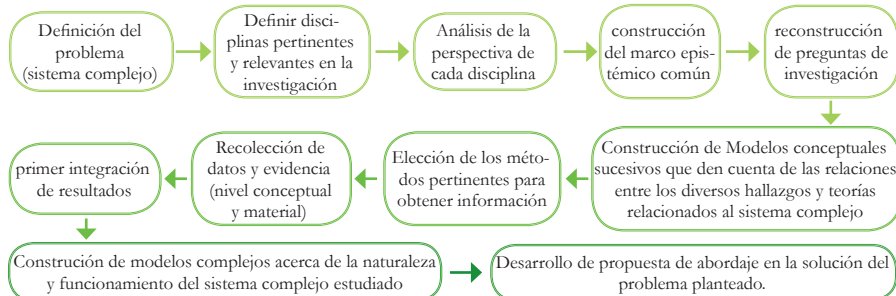 Definición del
problema
(sistema complejo)
Definir disci-
plinas pertinentes
y relevantes en la
investigación
Análisis de la
perspectiva de
cada disciplina
construcción
del marco epis-
témico común
reconstrucción
de preguntas de
investigación
Construcción de Modelos conceptuales
sucesivos que den cuenta de las relaciones
entre los diversos hallazgos y teorías
relacionados al sistema complejo
Elección de los méto-
dos pertinentes para
obtener información
Recolección de
datos y evidencia
(nivel conceptual
y material)
primer integración
de resultados
Construción de modelos complejos acerca de la naturaleza
y funcionamiento del sistema complejo estudiado
Desarrollo de propuesta de abordaje en la solución del
problema planteado.